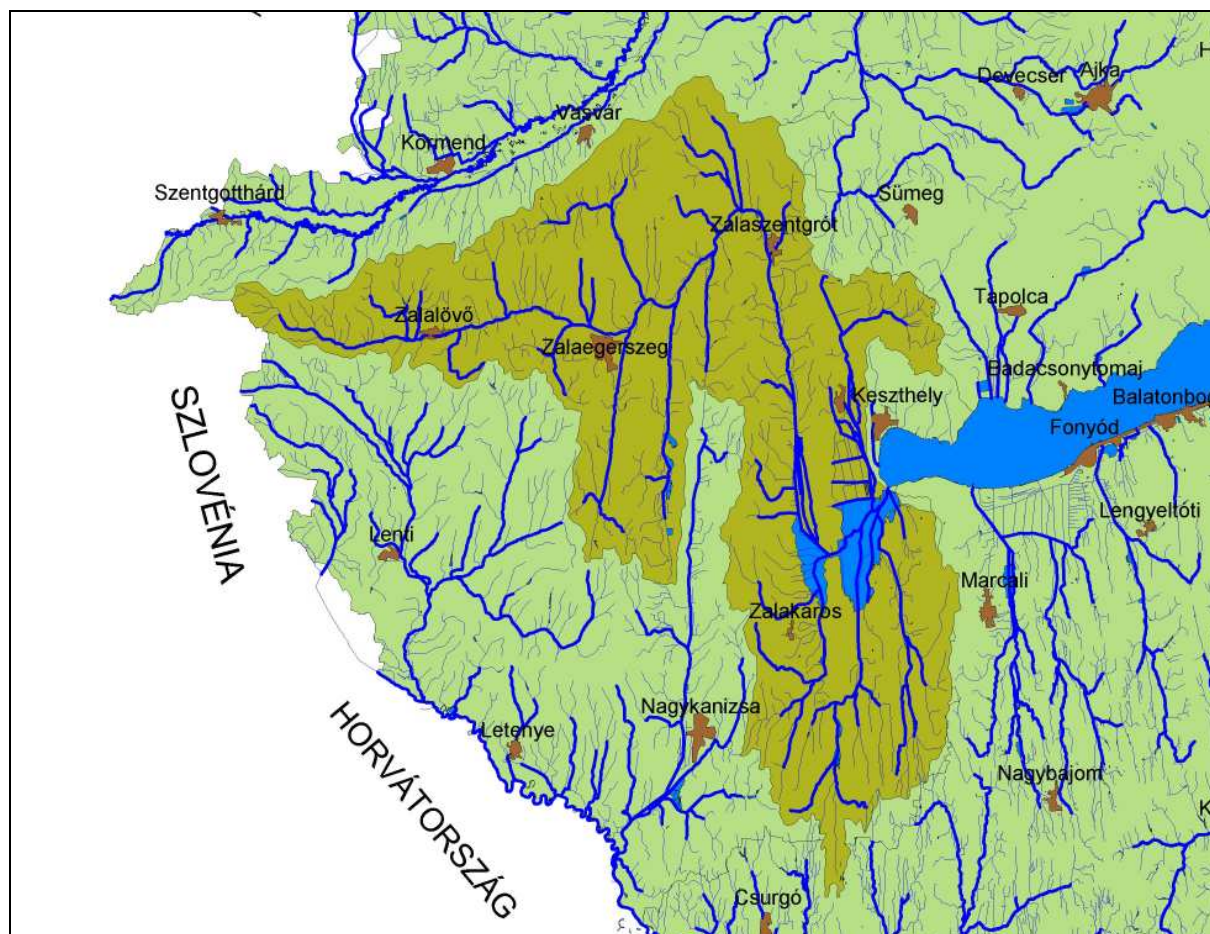 H
Devecser
Ajka
Vasvár
Körmend
Szentgotthárd
Sümeg
Zalaszentgrót
Tapolca
Zalalövő
Zalaegerszeg
Badacsonytomaj
Keszthely
Balatonbog
Fonyód
SZLOVÉNIA
Lengyeltóti
Lenti
Marcali
Zalakaros
Nagykanizsa
Letenye
HORVÁTORSZÁG
Nagybajom
K
Csurgó